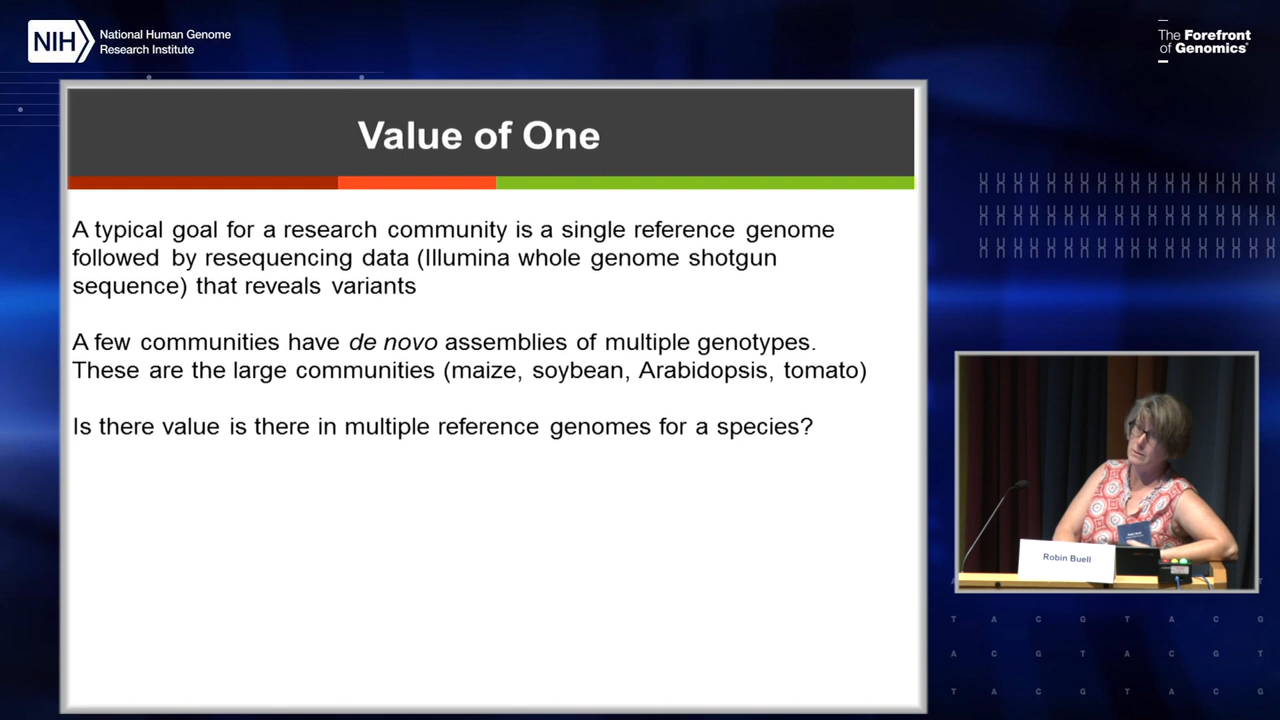 NIH
National Human Genome
Research Institute
The Forefront
of Genomics®
Value of One
A typical goal for a research community is a single reference genome
followed by resequencing data (Illumina whole genome shotgun
sequence) that reveals variants
A few communities have de novo assemblies of multiple genotypes.
These are the large communities (maize, soybean, Arabidopsis, tomato)
Is there value is there in multiple reference genomes for a species?
Robin Buell
T A C G T A C G
A C G T A C G T
T A C G T A C G